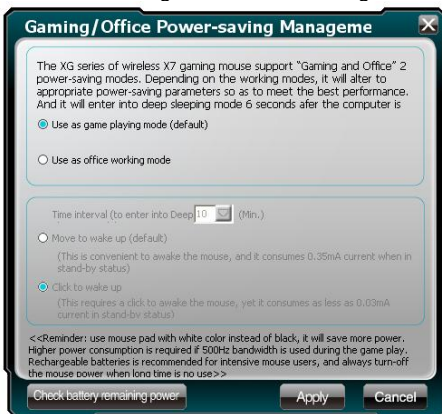 Gaming/Office Power-saving Manageme
The XG series of wireless X7 gaming mouse support "Gaming and Office" 2
power-saving modes. Depending on the working modes, it will alter to
appropriate power-saving parameters so as to meet the best performance.
And it will enter into deep sleeping mode 6 seconds afer the computer is
Use as game playing mode (default)
Use as office working mode
Time interval (to enter into Deep 10 (Min.)
Move to wake up (default)
(This is convenient to awake the mouse, and it consumes 0.35mA current when in
stand-by status)
Click to wake up
(This requires a click to awake the mouse, yet it consumes as less as 0.03mA
current in stand-by status)
<<Reminder: use mouse pad with white color instead of black, it will save more power.
Higher power consumption is required if 500Hz bandwidth is used during the game play.
Rechargeable batteries is recommended for intensive mouse users, and always turn-off
the mouse power when long time is no use>>
Check battery remaining power
Apply
Cancel